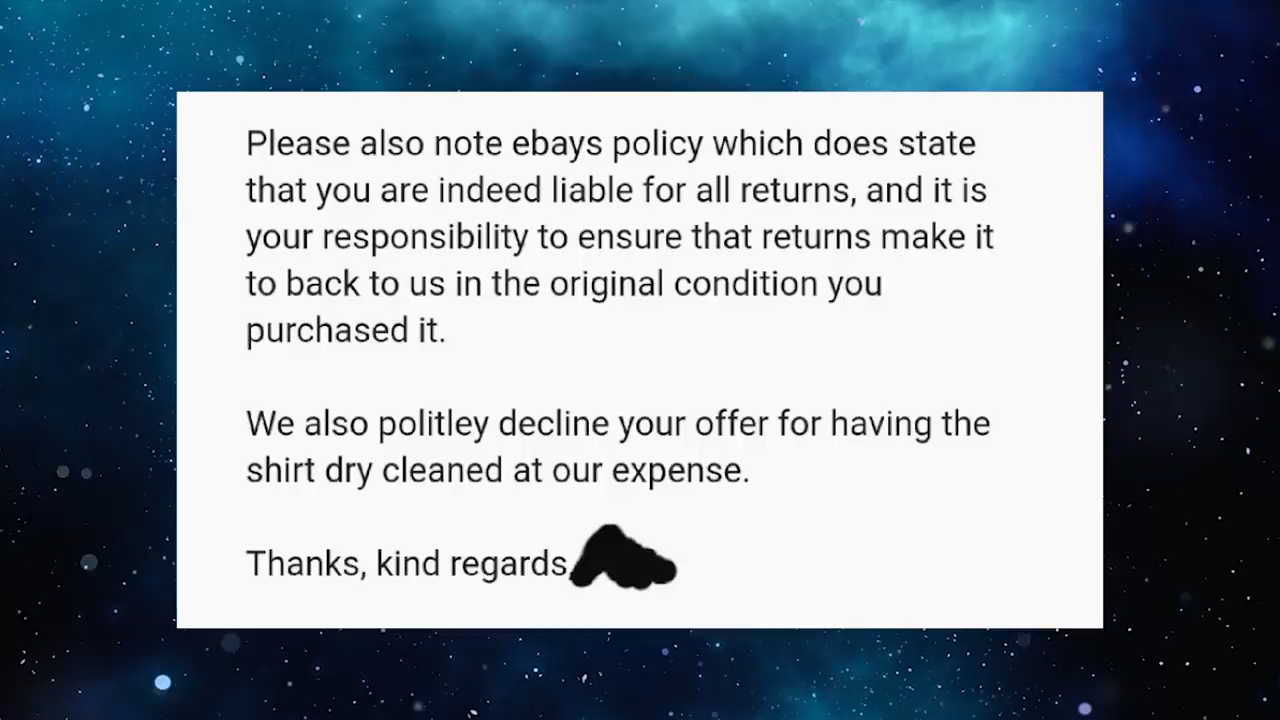 Please also note ebays policy which does state
that you are indeed liable for all returns, and it is
your responsibility to ensure that returns make it
to back to us in the original condition you
purchased it.
We also politley decline your offer for having the
shirt dry cleaned at our expense.
Thanks, kind regards